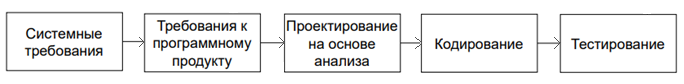 Системные
требования
Требования к
программному
продукту
Проектирование
на основе
анализа
Кодирование
Тестирование